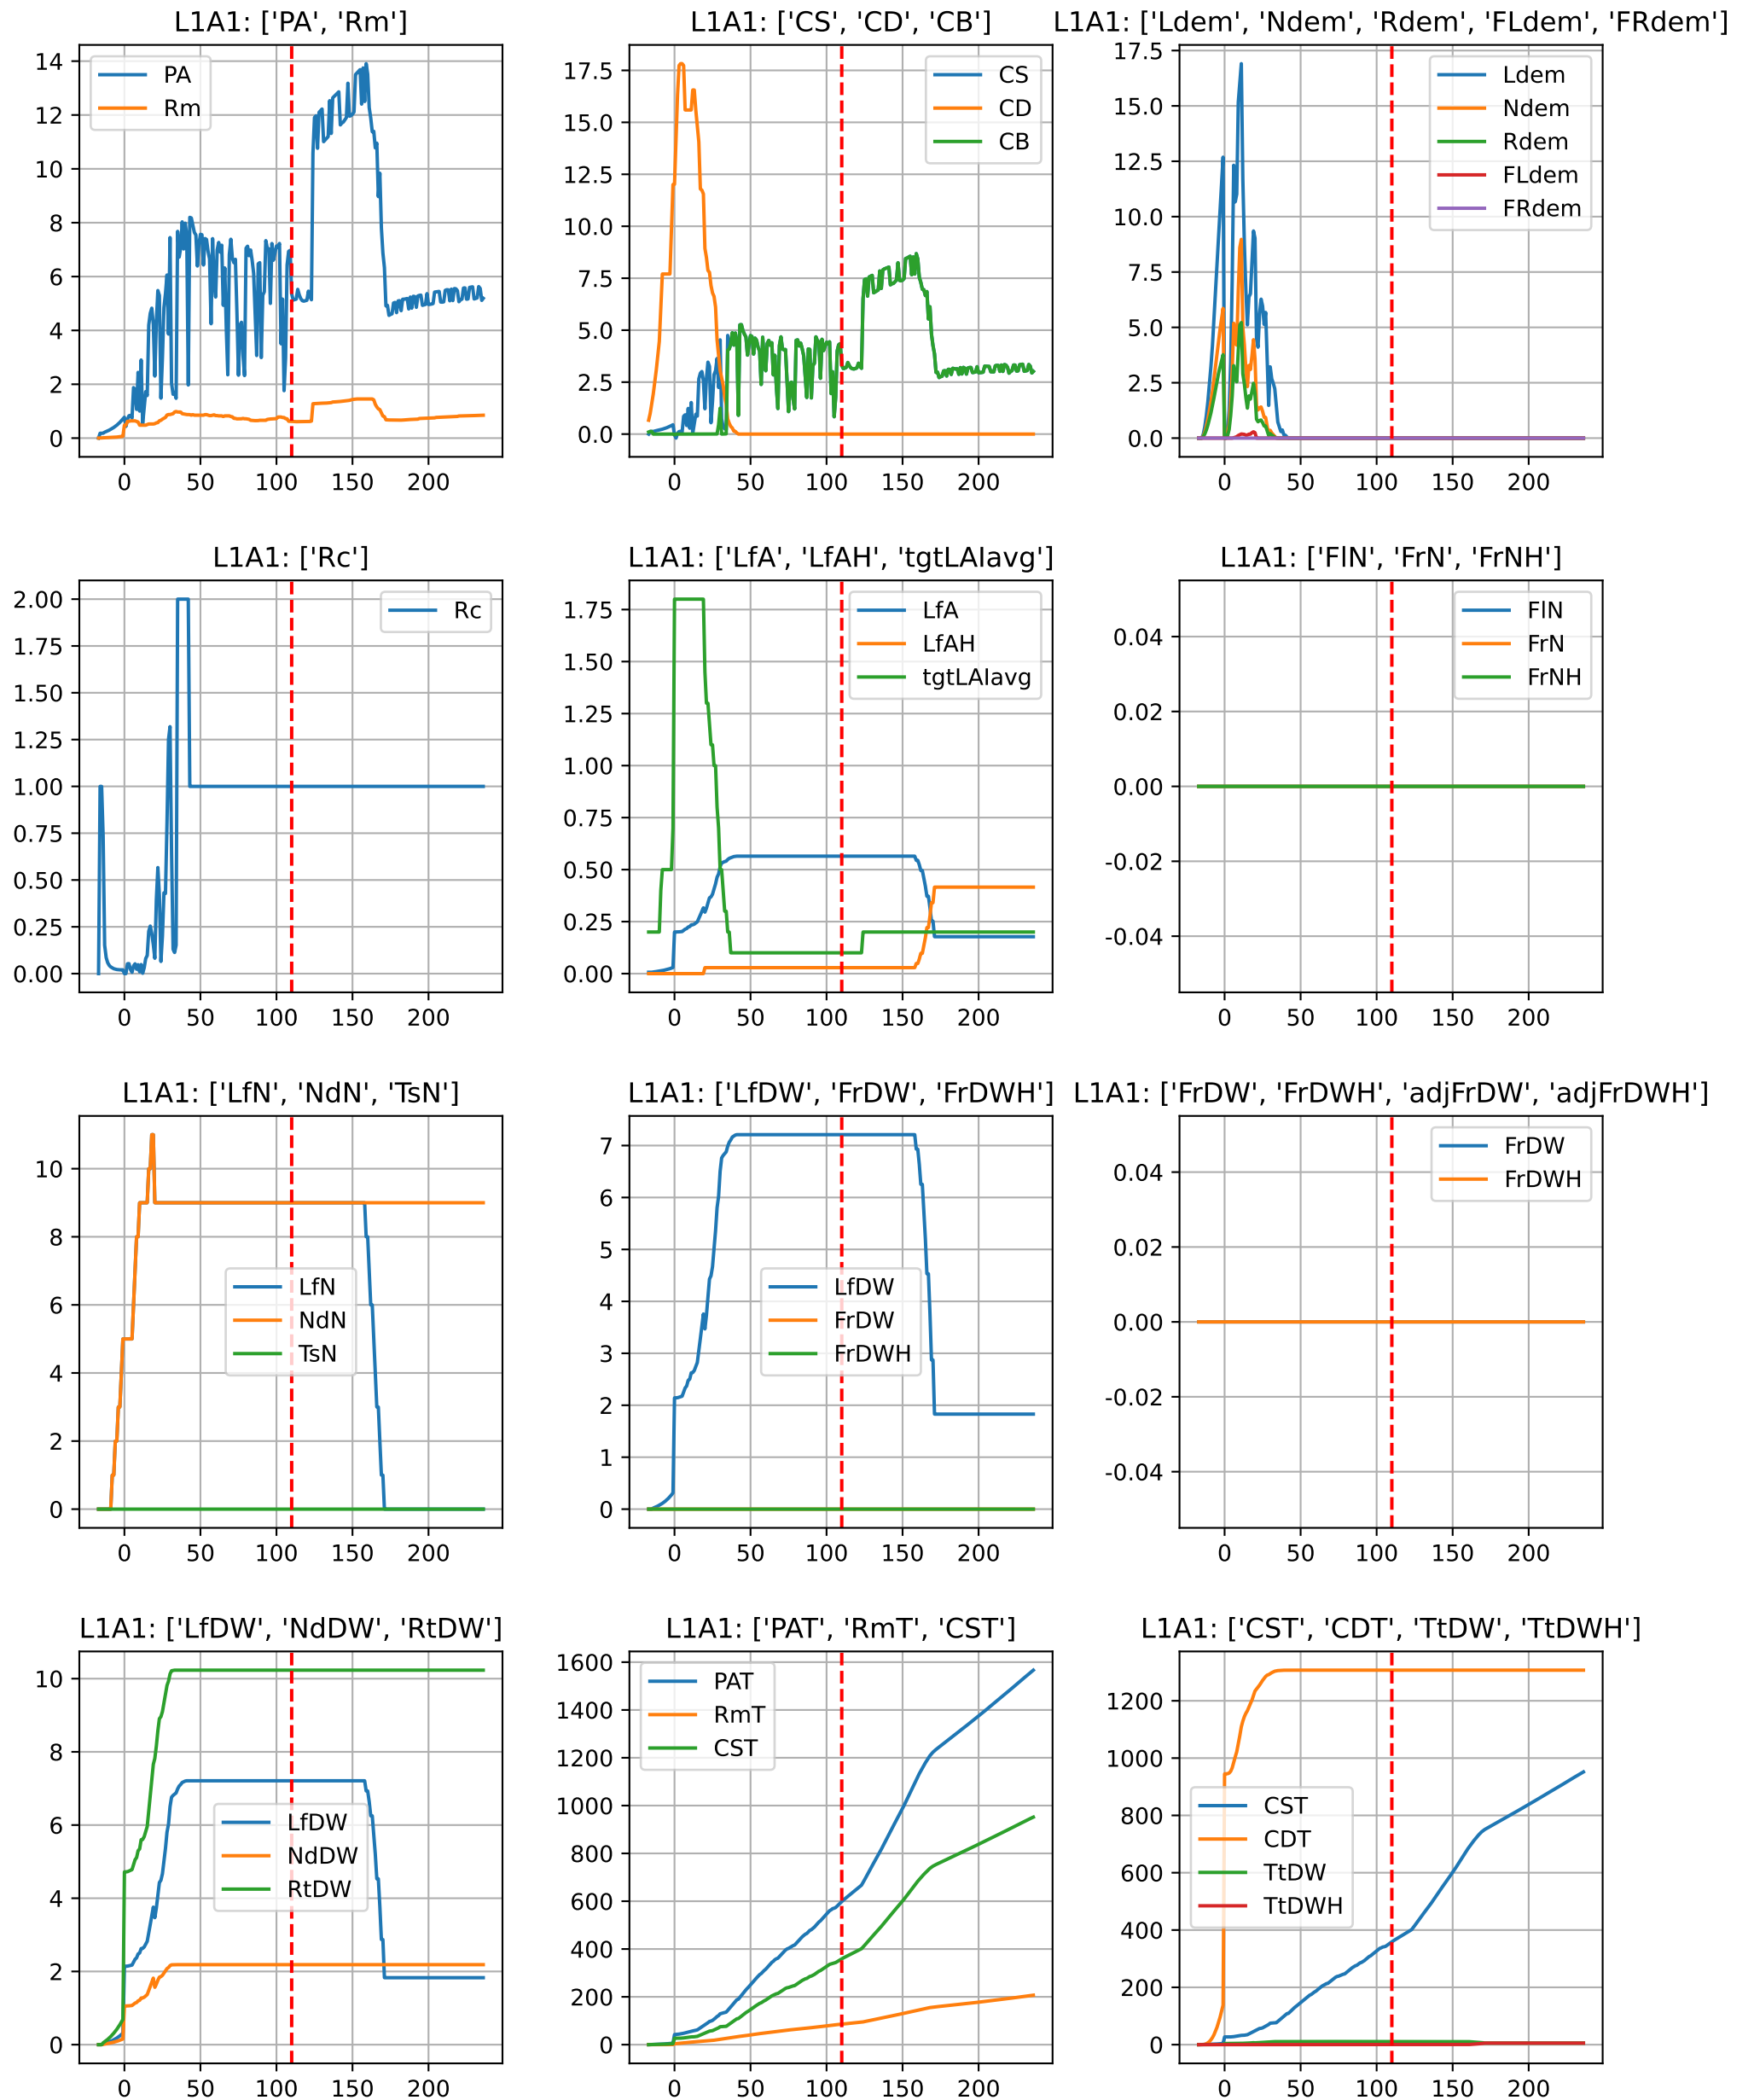 L1A1: ['PA', 'Rm']
14
12
10
8
6
4
2
0
0 50 100 150 200
PA
Rm
L1A1: ['CS', 'CD', 'CB']
17.5
15.0
12.5
10.0
7.5
5.0
2.5
0.0
0 50 100 150 200
CS
CD
CB
L1A1: ['Ldem', 'Ndem', 'Rdem', 'FLdem', 'FRdem']
17.5
15.0
12.5
10.0
7.5
5.0
2.5
0.0
0 50 100 150 200
Ldem
Ndem
Rdem
FLdem
FRdem
L1A1: ['Rc']
2.00
1.75
1.50
1.25
1.00
0.75
0.50
0.25
0.00
0 50 100 150 200
Rc
L1A1: ['LfA', 'LfAH', 'tgtLAIavg']
1.75
1.50
1.25
1.00
0.75
0.50
0.25
0.00
0 50 100 150 200
LfA
LfAH
tgtLAIavg
L1A1: ['FlN', 'FrN', 'FrNH']
0.04
0.02
0.00
-0.02
-0.04
0 50 100 150 200
FlN
FrN
FrNH
L1A1: ['LfN', 'NdN', 'TsN']
10
8
6
4
2
0
0 50 100 150 200
LfN
NdN
TsN
L1A1: ['LfDW', 'FrDW', 'FrDWH']
7
6
5
4
3
2
1
0
0 50 100 150 200
LfDW
FrDW
FrDWH
L1A1: ['FrDW', 'FrDWH', 'adjFrDW', 'adjFrDWH']
0.04
0.02
0.00
-0.02
-0.04
0 50 100 150 200
FrDW
FrDWH
L1A1: ['LfDW', 'NdDW', 'RtDW']
10
8
6
4
2
0
0 50 100 150 200
LfDW
NdDW
RtDW
L1A1: ['PAT', 'RmT', 'CST']
1600
1400
1200
1000
800
600
400
200
0
0 50 100 150 200
PAT
RmT
CST
L1A1: ['CST', 'CDT', 'TtDW', 'TtDWH']
1200
1000
800
600
400
200
0
0 50 100 150 200
CST
CDT
TtDW
TtDWH